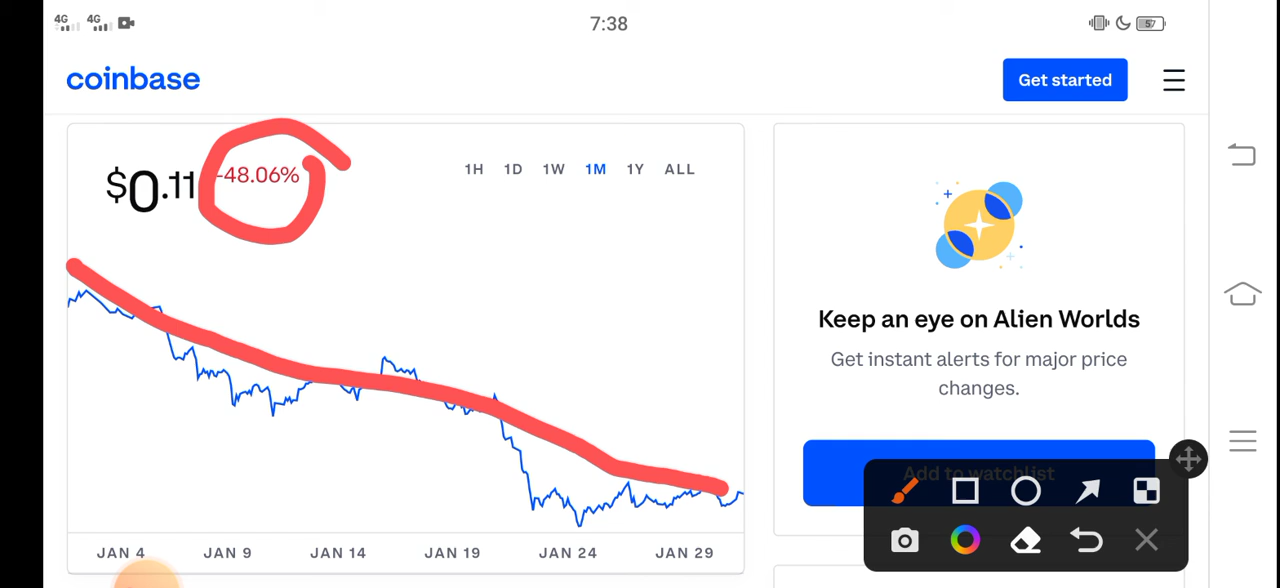 4G 4G 7:38 57
coinbase Get started
$0.11 -48.06% 1H 1D 1W 1M 1Y ALL
Keep an eye on Alien Worlds
Get instant alerts for major price
changes.
Add to watchlist
JAN 4 JAN 9 JAN 14 JAN 19 JAN 24 JAN 29